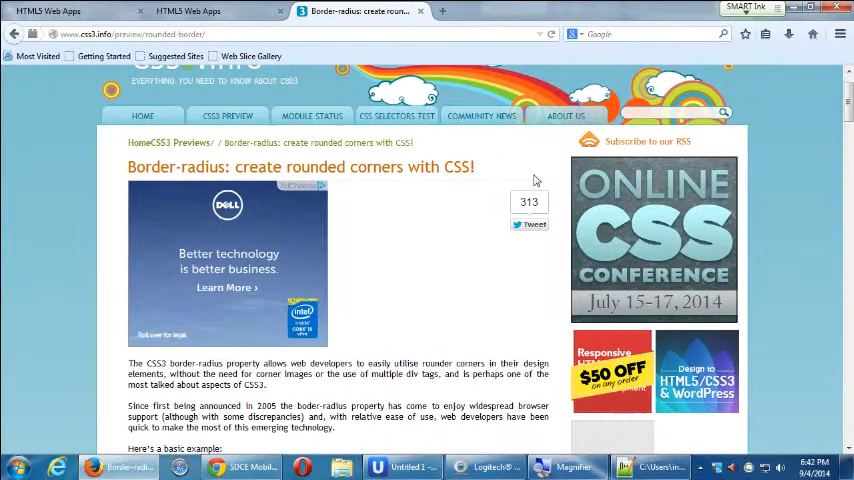 HTML5 Web Apps
HTML5 Web Apps
Border-radius: create roun...
SMART Ink
www.css3.info/preview/rounded-border/
Google
Most Visited
Getting Started
Suggested Sites
Web Slice Gallery
EVERYTHING YOU NEED TO KNOW ABOUT CSS3
HOME
CSS3 PREVIEW
MODULE STATUS
CSS SELECTORS TEST
COMMUNITY NEWS
ABOUT US
HomeCSS3 Previews/ / Border-radius: create rounded corners with CSS!
Subscribe to our RSS
Border-radius: create rounded corners with CSS!
AdChoices
DELL
Better technology
is better business.
Learn More ›
intel
inside
CORE i5
vPro
Roll over for legal
313
Tweet
ONLINE
CSS
CONFERENCE
July 15-17, 2014
Responsive
$50 OFF
on any order
Design to
HTML5/CSS3
& WordPress
The CSS3 border-radius property allows web developers to easily utilise rounder corners in their design
elements, without the need for corner images or the use of multiple div tags, and is perhaps one of the
most talked about aspects of CSS3.
Since first being announced in 2005 the boder-radius property has come to enjoy widespread browser
support (although with some discrepancies) and, with relative ease of use, web developers have been
quick to make the most of this emerging technology.
Here's a basic example:
Border-radi...
SDCE Mobil...
Untitled 1 -...
Logitech® ...
Magnifier
C:\Users\in...
6:42 PM
9/4/2014